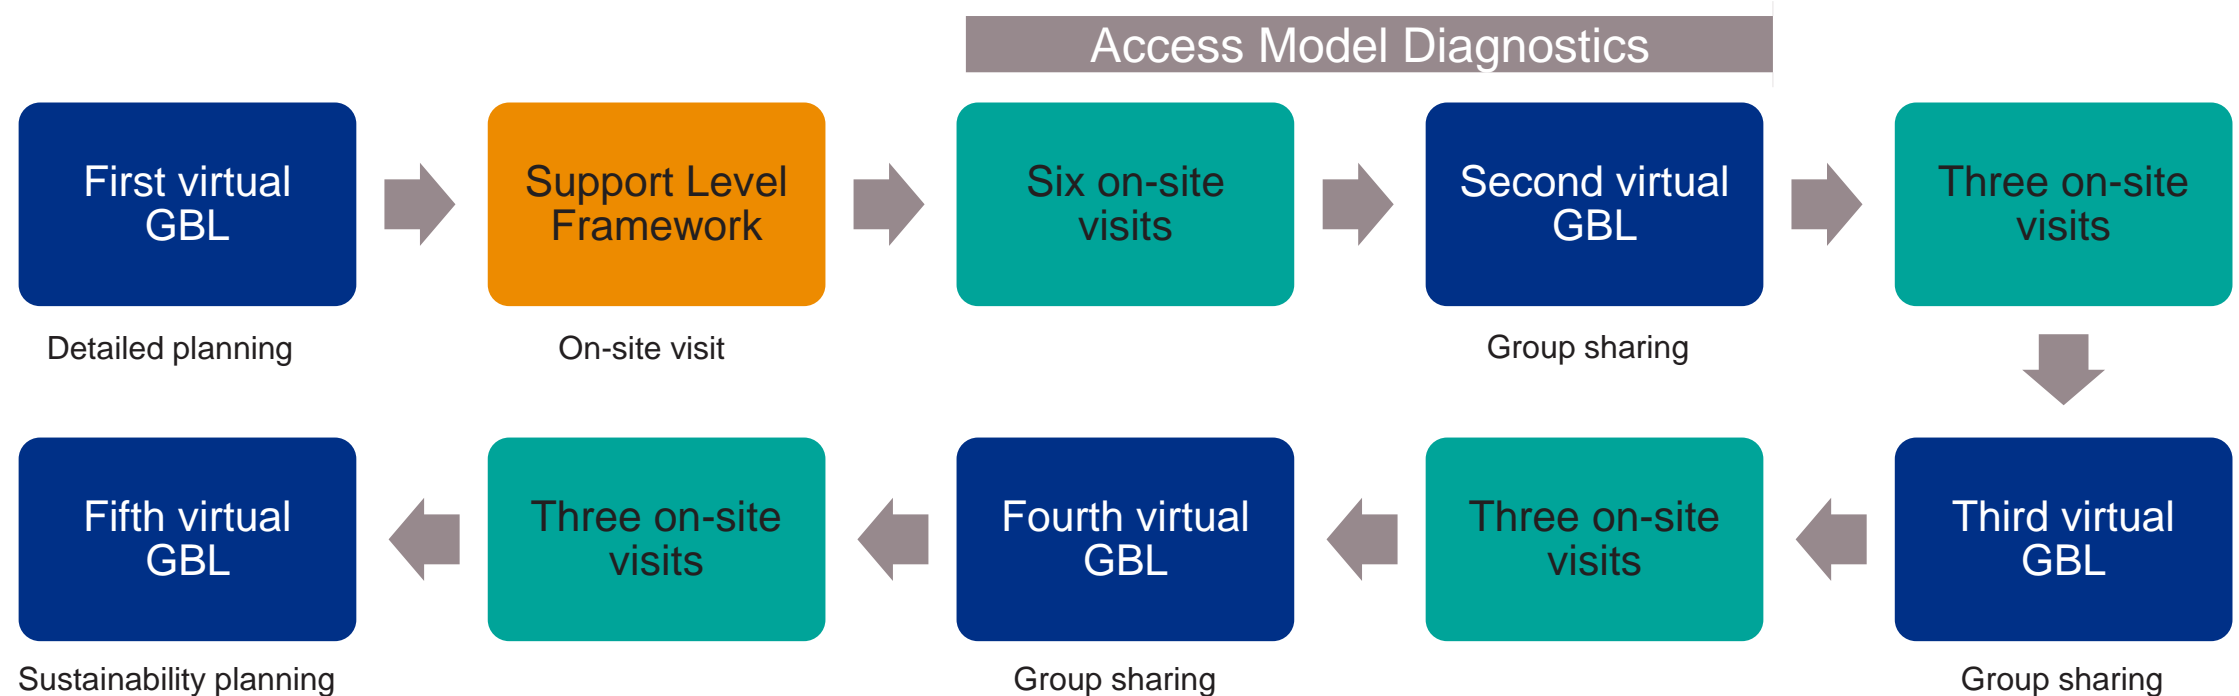 Access Model Diagnostics
First virtual
GBL
Support Level
Framework
Six on-site
visits
Second virtual
GBL
Three on-site
visits
Detailed planning
On-site visit
Group sharing
Fifth virtual
GBL
Three on-site
visits
Fourth virtual
GBL
Three on-site
visits
Third virtual
GBL
Sustainability planning
Group sharing
Group sharing